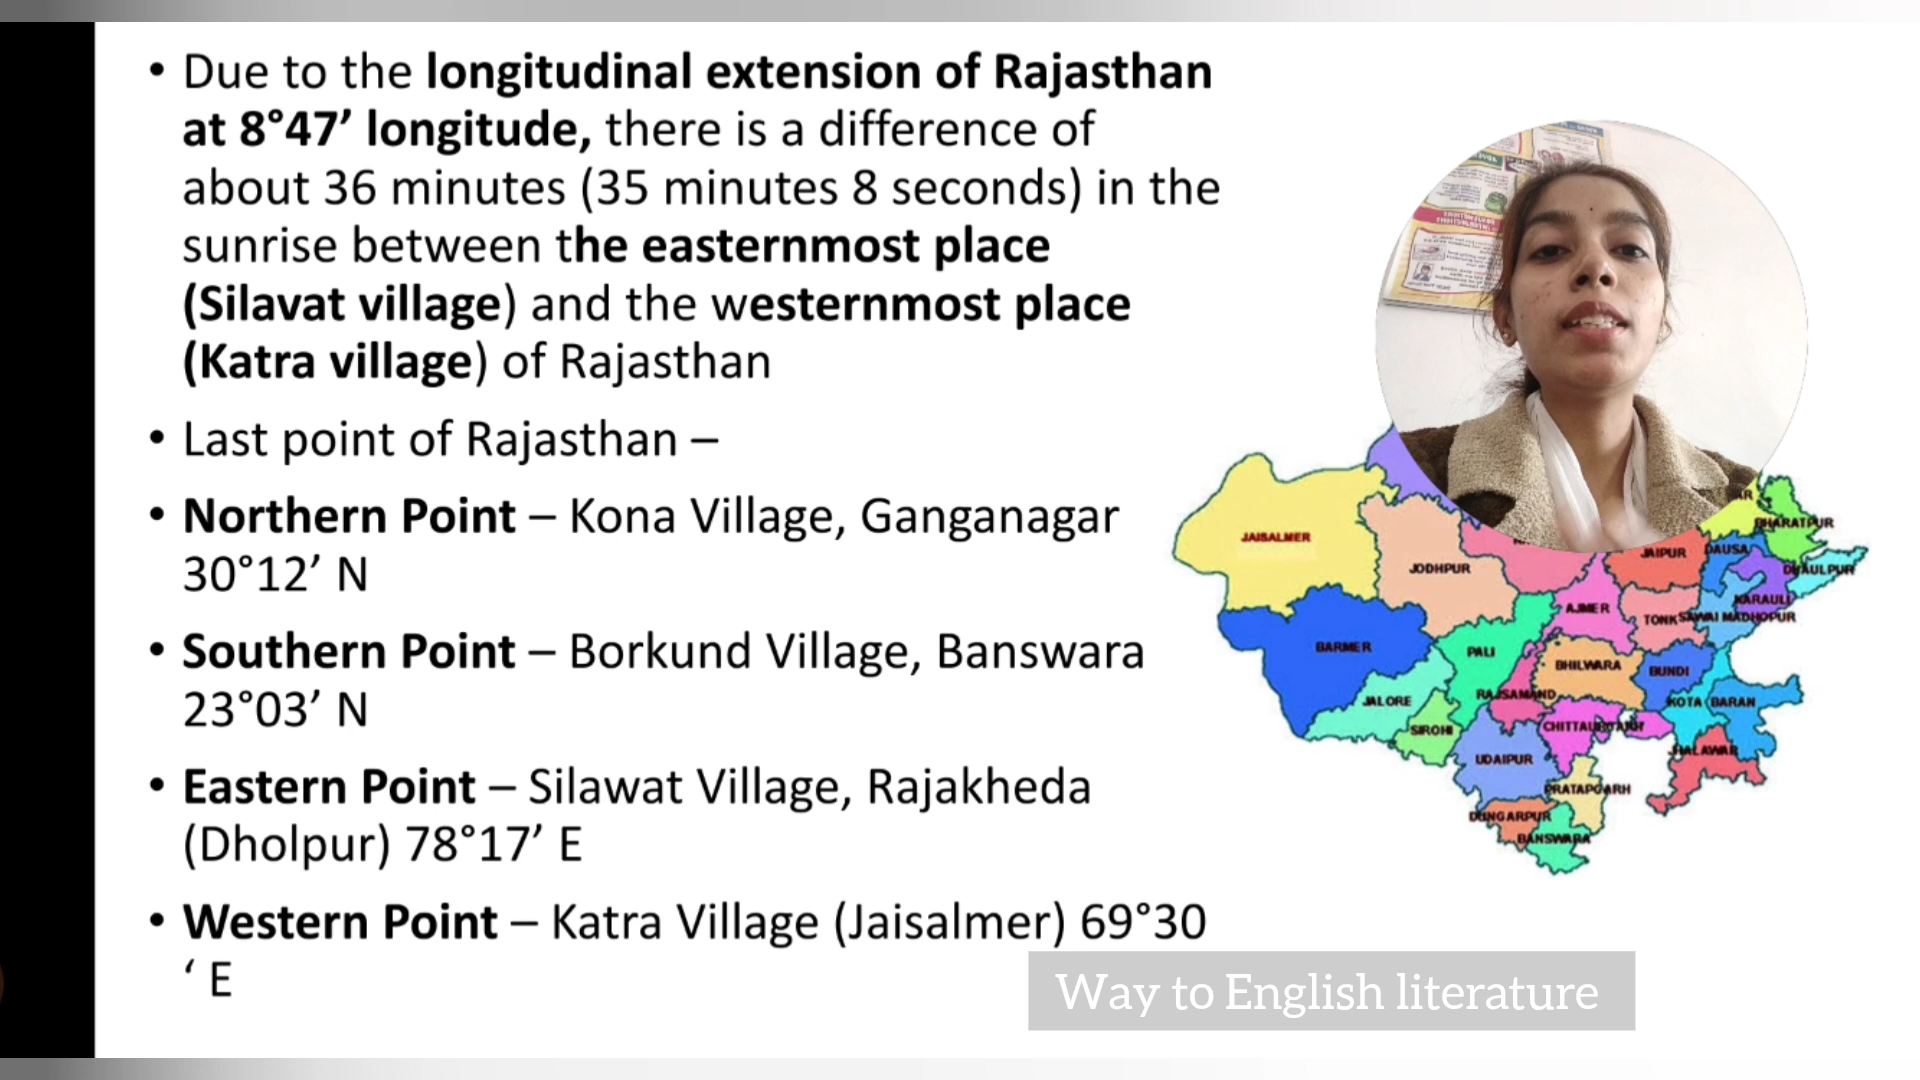 • Due to the longitudinal extension of Rajasthan
at 8°47’ longitude, there is a difference of
about 36 minutes (35 minutes 8 seconds) in the
sunrise between the easternmost place
(Silavat village) and the westernmost place
(Katra village) of Rajasthan
• Last point of Rajasthan –
• Northern Point – Kona Village, Ganganagar
30°12’ N
• Southern Point – Borkund Village, Banswara
23°03’ N
• Eastern Point – Silawat Village, Rajakheda
(Dholpur) 78°17’ E
• Western Point – Katra Village (Jaisalmer) 69°30
‘ E
JAISALMER
BHARATPUR
JODHPUR
JAIPUR
DAUSA
DHAULPUR
AJMER
TONK
KARAULI
SAWAI MADHOPUR
BARMER
PALI
BHILWARA
BUNDI
JALORE
RAJSAMAND
KOTA
BARAN
SIROHI
CHITTAURGARH
JHALAWAR
UDAIPUR
PRATAPGARH
DUNGARPUR
BANSWARA
Way to English literature